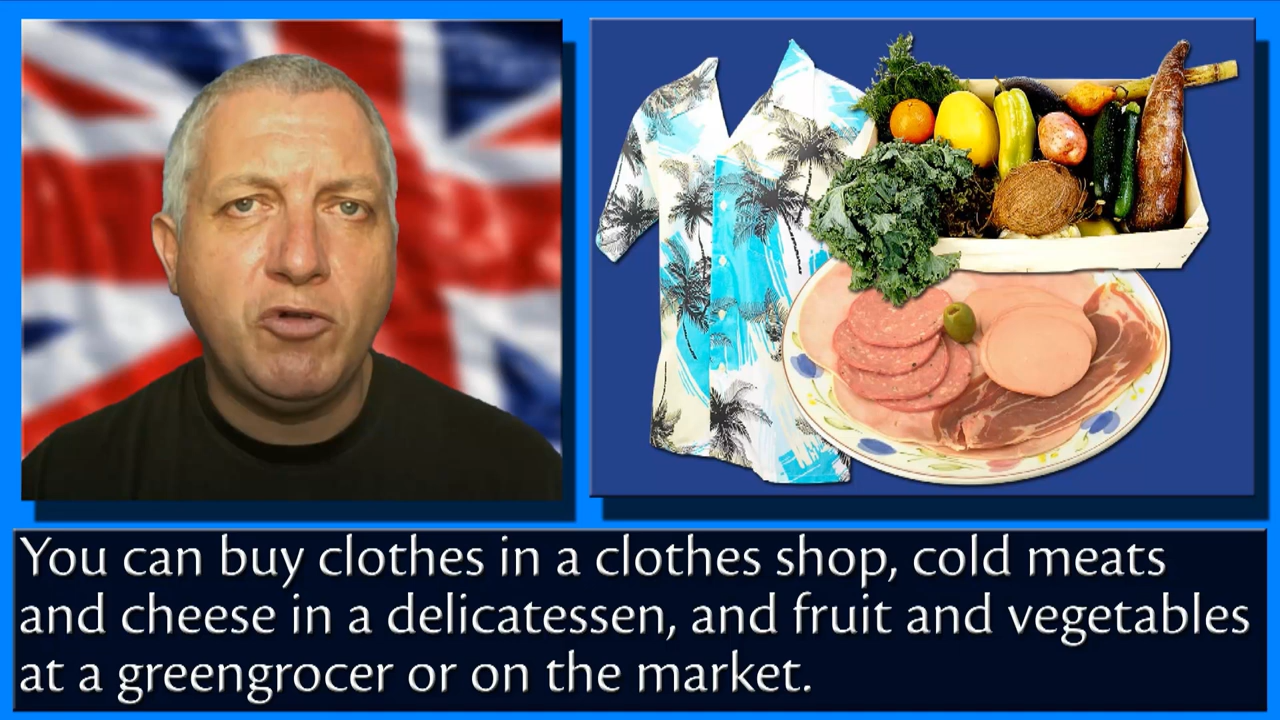 You can buy clothes in a clothes shop, cold meats
and cheese in a delicatessen, and fruit and vegetables
at a greengrocer or on the market.